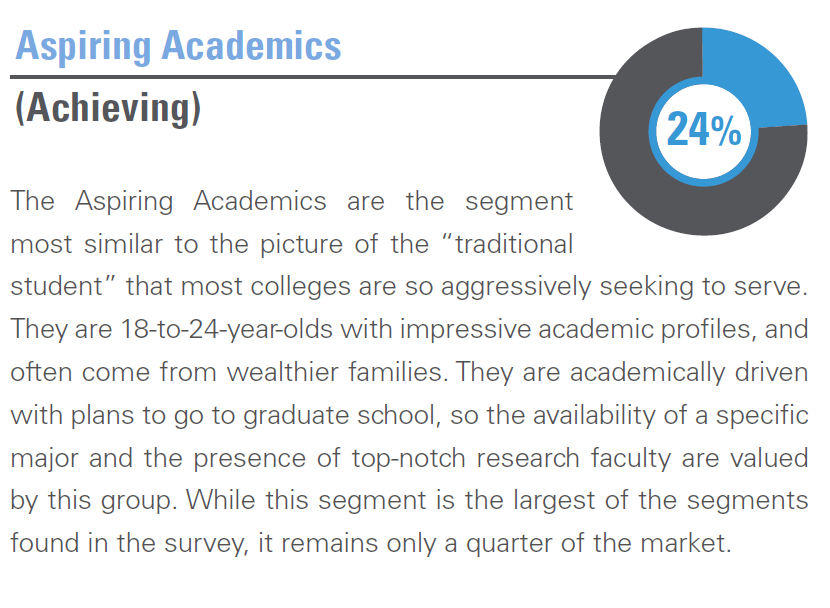 Aspiring Academics
(Achieving)
24%
The Aspiring Academics are the segment
most similar to the picture of the “traditional
student” that most colleges are so aggressively seeking to serve.
They are 18-to-24-year-olds with impressive academic profiles, and
often come from wealthier families. They are academically driven
with plans to go to graduate school, so the availability of a specific
major and the presence of top-notch research faculty are valued
by this group. While this segment is the largest of the segments
found in the survey, it remains only a quarter of the market.